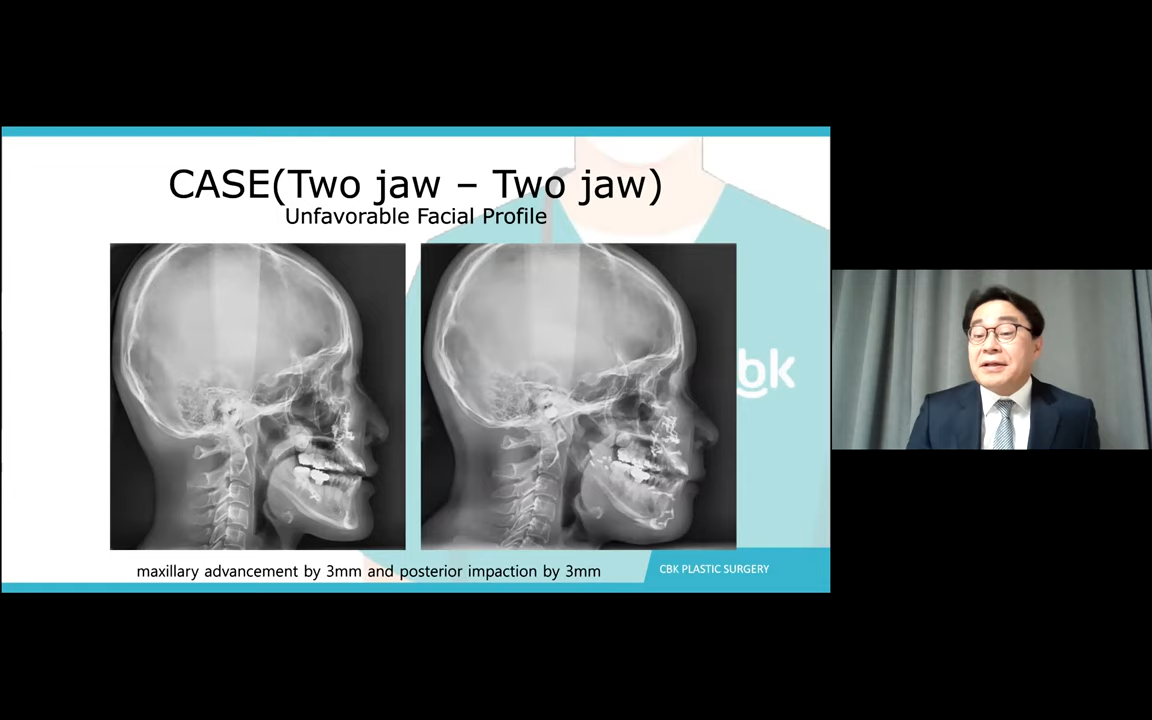 CASE(Two jaw – Two jaw)
Unfavorable Facial Profile
bk
maxillary advancement by 3mm and posterior impaction by 3mm
CBK PLASTIC SURGERY